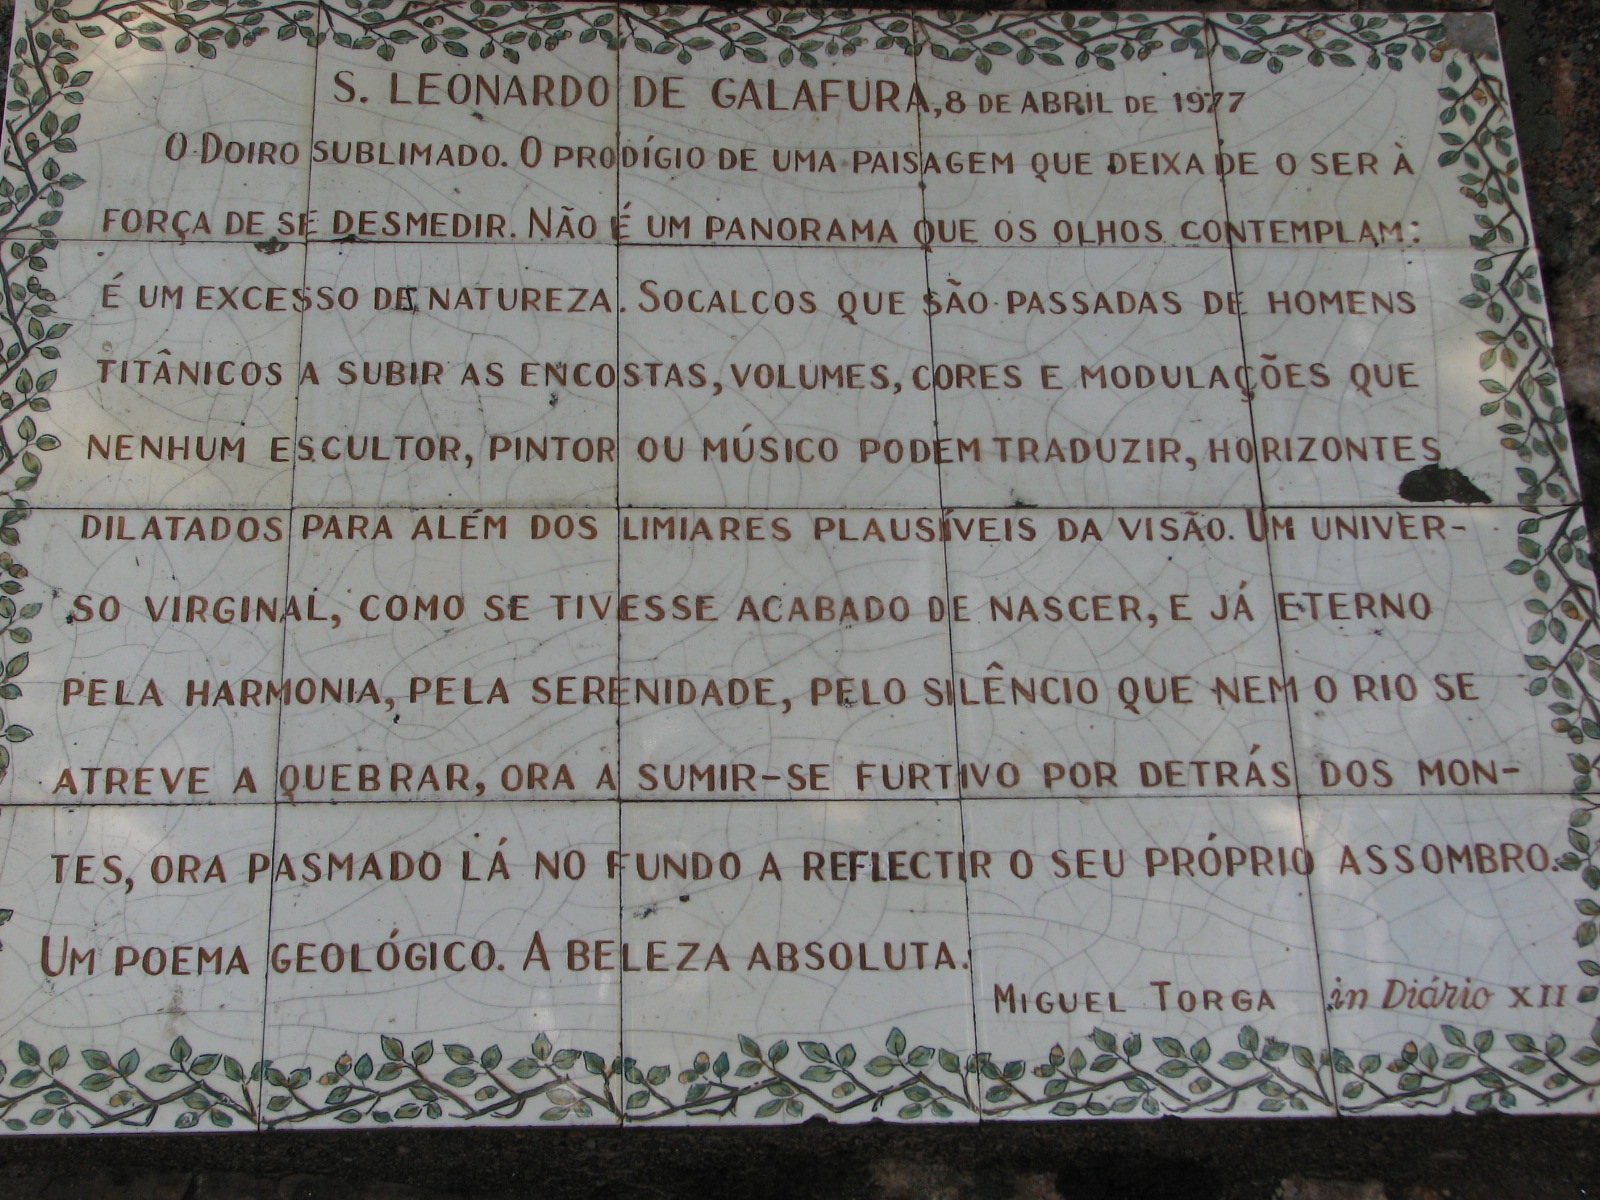 S. LEONARDO DE GALAFURA, 8 DE ABRIL DE 1977
O DOIRO SUBLIMADO. O PRODÍGIO DE UMA PAISAGEM QUE DEIXA DE O SER À
FORÇA DE SE DESMEDIR. NÃO É UM PANORAMA QUE OS OLHOS CONTEMPLAM:
É UM EXCESSO DE NATUREZA. SOCALCOS QUE SÃO PASSADAS DE HOMENS
TITÂNICOS A SUBIR AS ENCOSTAS, VOLUMES, CORES E MODULAÇÕES QUE
NENHUM ESCULTOR, PINTOR OU MÚSICO PODEM TRADUZIR, HORIZONTES
DILATADOS PARA ALÉM DOS LIMIARES PLAUSÍVEIS DA VISÃO. UM UNIVER-
SO VIRGINAL, COMO SE TIVESSE ACABADO DE NASCER, E JÁ ETERNO
PELA HARMONIA, PELA SERENIDADE, PELO SILÊNCIO QUE NEM O RIO SE
ATREVE A QUEBRAR, ORA A SUMIR-SE FURTIVO POR DETRÁS DOS MON-
TES, ORA PASMADO LÁ NO FUNDO A REFLECTIR O SEU PRÓPRIO ASSOMBRO.
UM POEMA GEOLÓGICO. A BELEZA ABSOLUTA.
MIGUEL TORGA in Diário XII